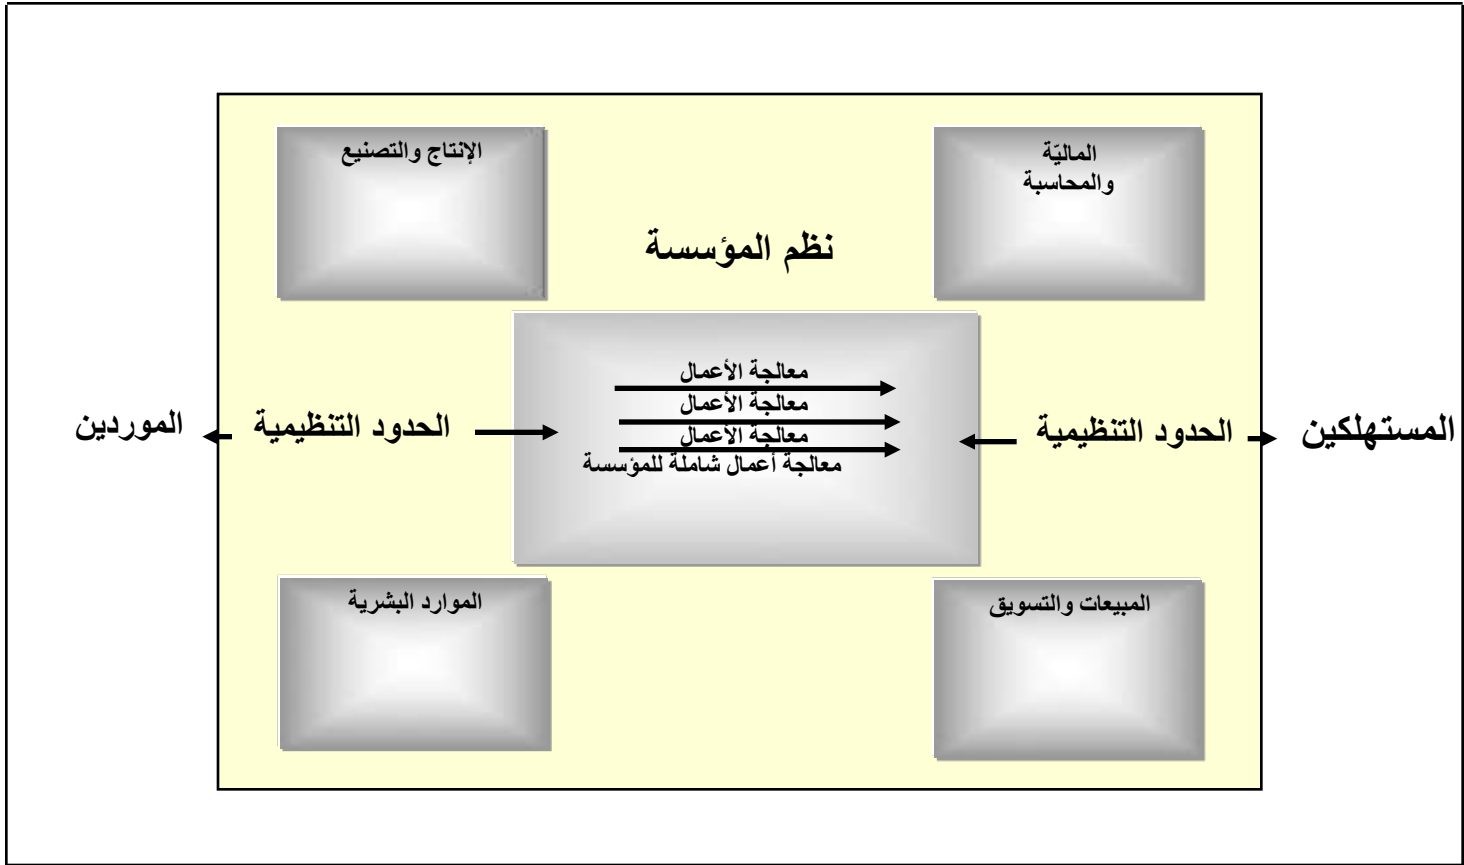 الماليّة
والمحاسبة
الإنتاج والتصنيع
نظم المؤسسة
معالجة الأعمال
معالجة الأعمال
معالجة الأعمال
معالجة أعمال شاملة للمؤسسة
المستهلكين
الحدود التنظيمية
الحدود التنظيمية
الموردين
المبيعات والتسويق
الموارد البشرية